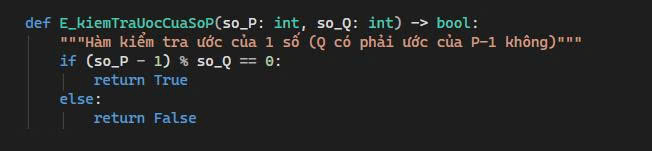 def E_kiemTraUocCuaSoP(so_P: int, so_Q: int) -> bool:
"""Hàm kiểm tra ước của 1 số (Q có phải ước của P-1 không)"""
if (so_P - 1) % so_Q == 0:
return True
else:
return False